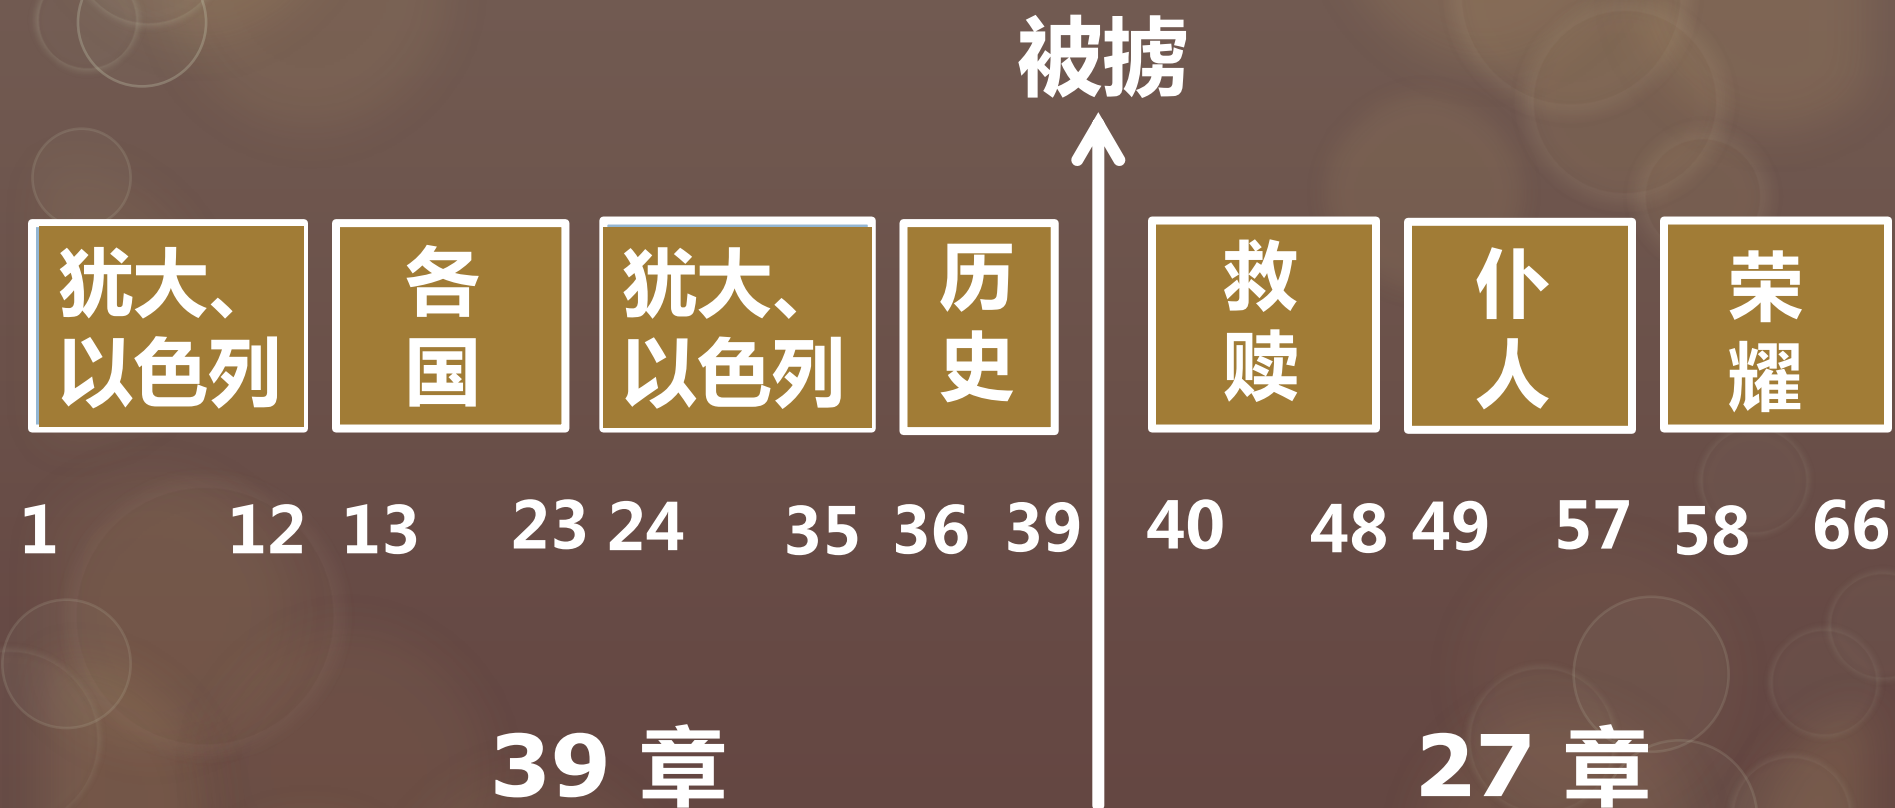 被掳
犹大、
以色列
各
国
犹大、
以色列
历
史
救
赎
仆
人
荣
耀
1 12 13 23 24 35 36 39 40 48 49 57 58 66
39 章 27 章